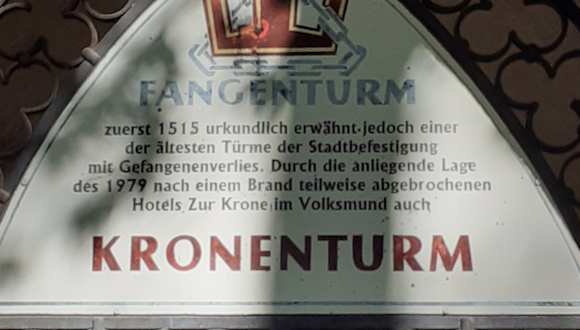 FANGENTURM
zuerst 1515 urkundlich erwähnt·jedoch einer
der ältesten Türme der Stadtbefestigung
mit Gefangenenverlies. Durch die anliegende Lage
des 1979 nach einem Brand teilweise abgebrochenen
Hotels Zur Krone im Volksmund auch
KRONENTURM